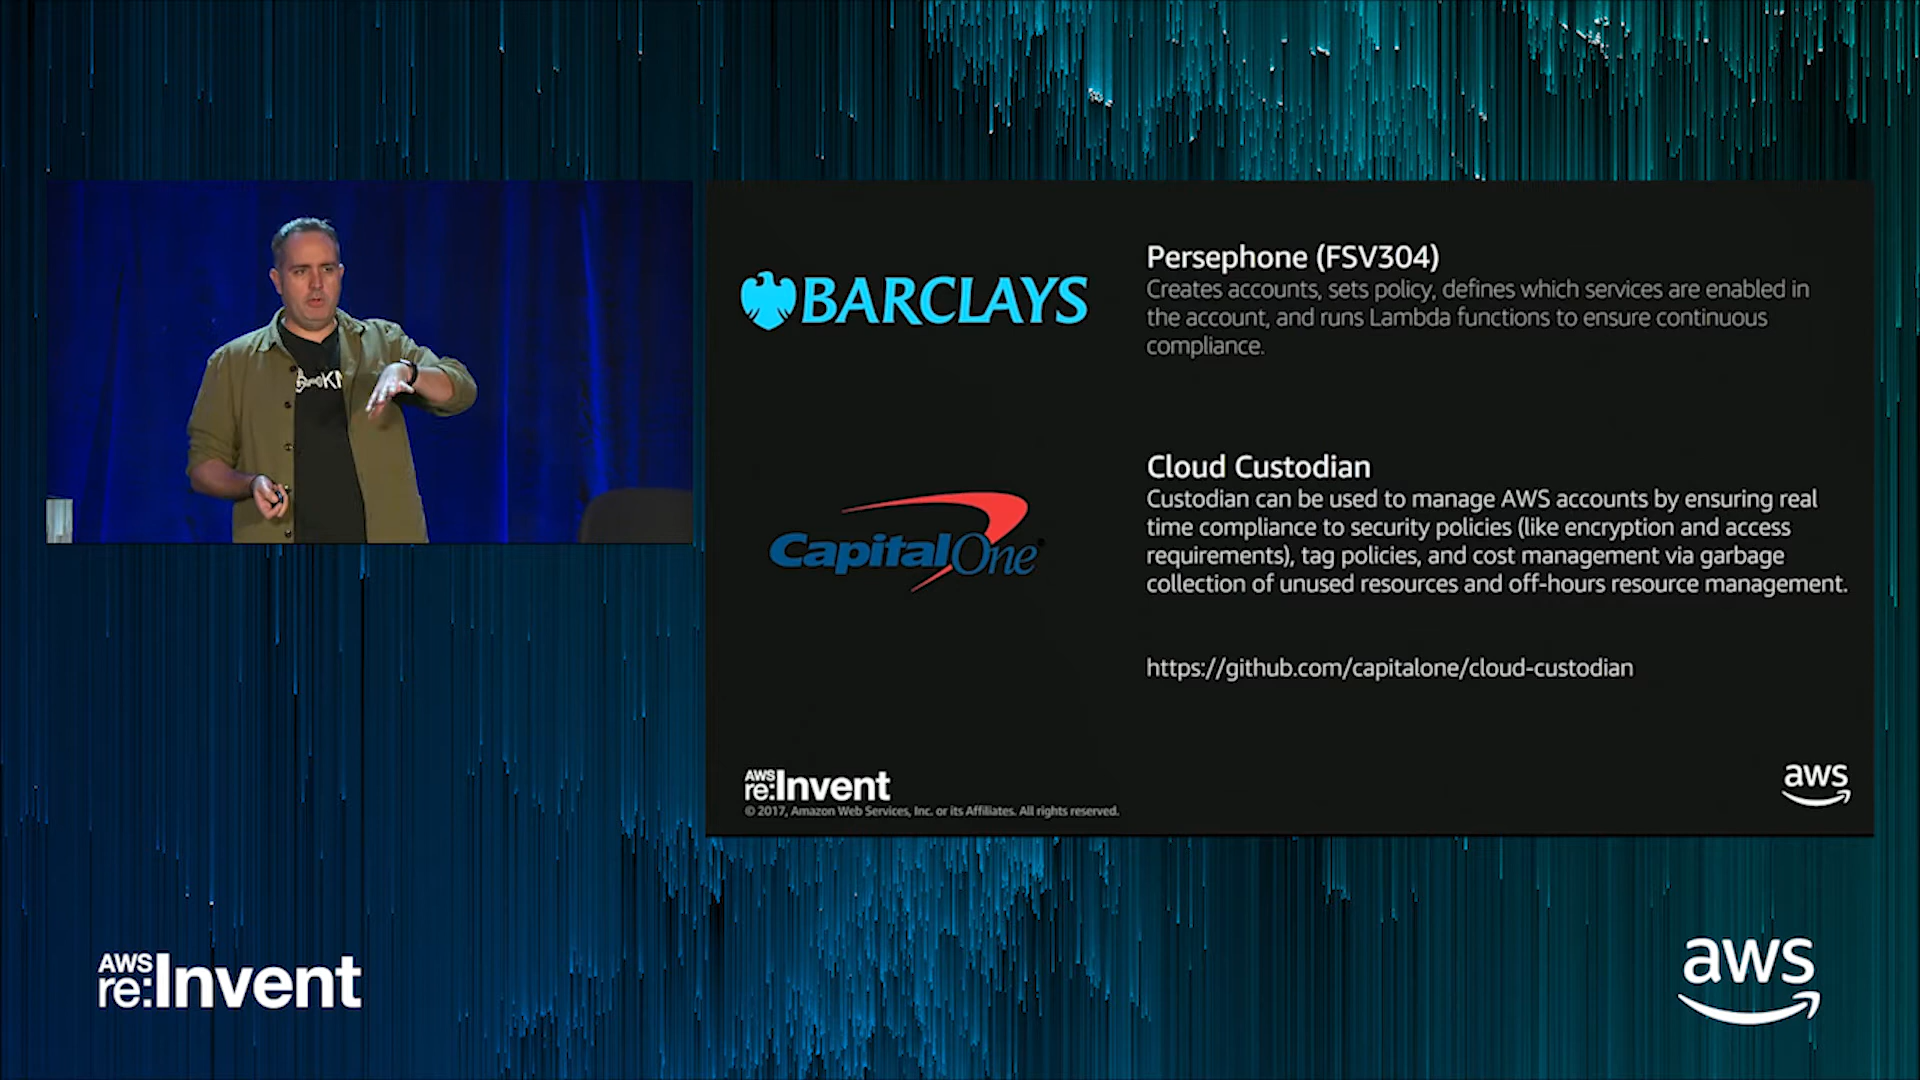 BARCLAYS
Persephone (FSV304)
Creates accounts, sets policy, defines which services are enabled in
the account, and runs Lambda functions to ensure continuous
compliance.
CapitalOne
Cloud Custodian
Custodian can be used to manage AWS accounts by ensuring real
time compliance to security policies (like encryption and access
requirements), tag policies, and cost management via garbage
collection of unused resources and off-hours resource management.
https://github.com/capitalone/cloud-custodian
AWS
re:Invent
© 2017, Amazon Web Services, Inc. or its Affiliates. All rights reserved.
aws
AWS
re:Invent
aws